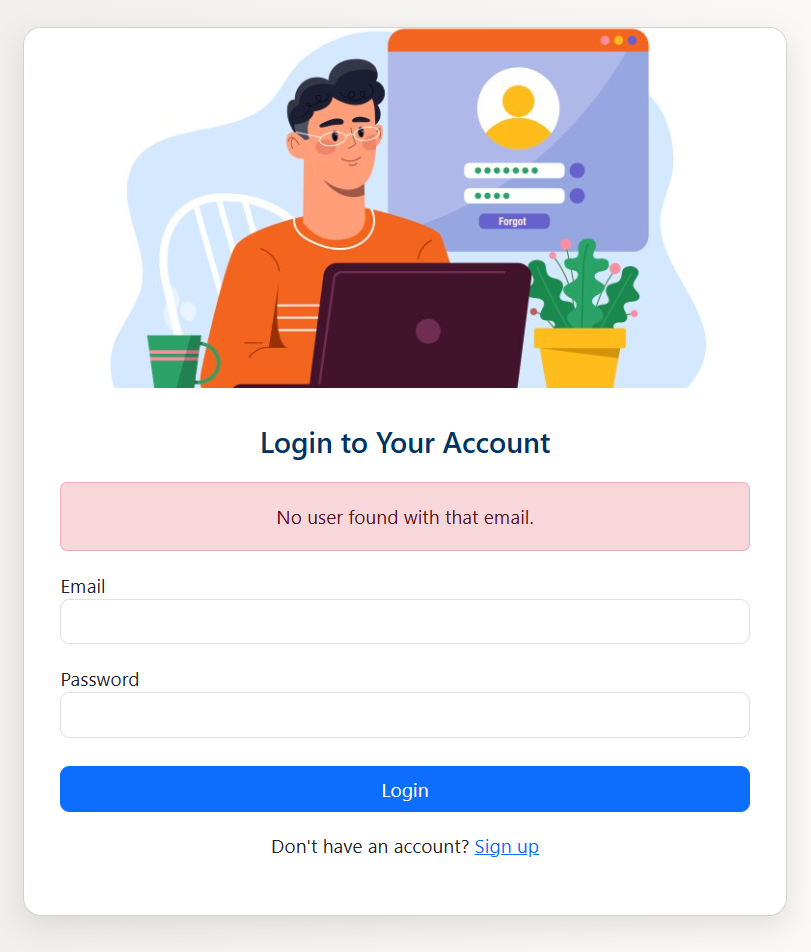 Forgot
Login to Your Account
No user found with that email.
Email
Password
Login
Don't have an account? Sign up